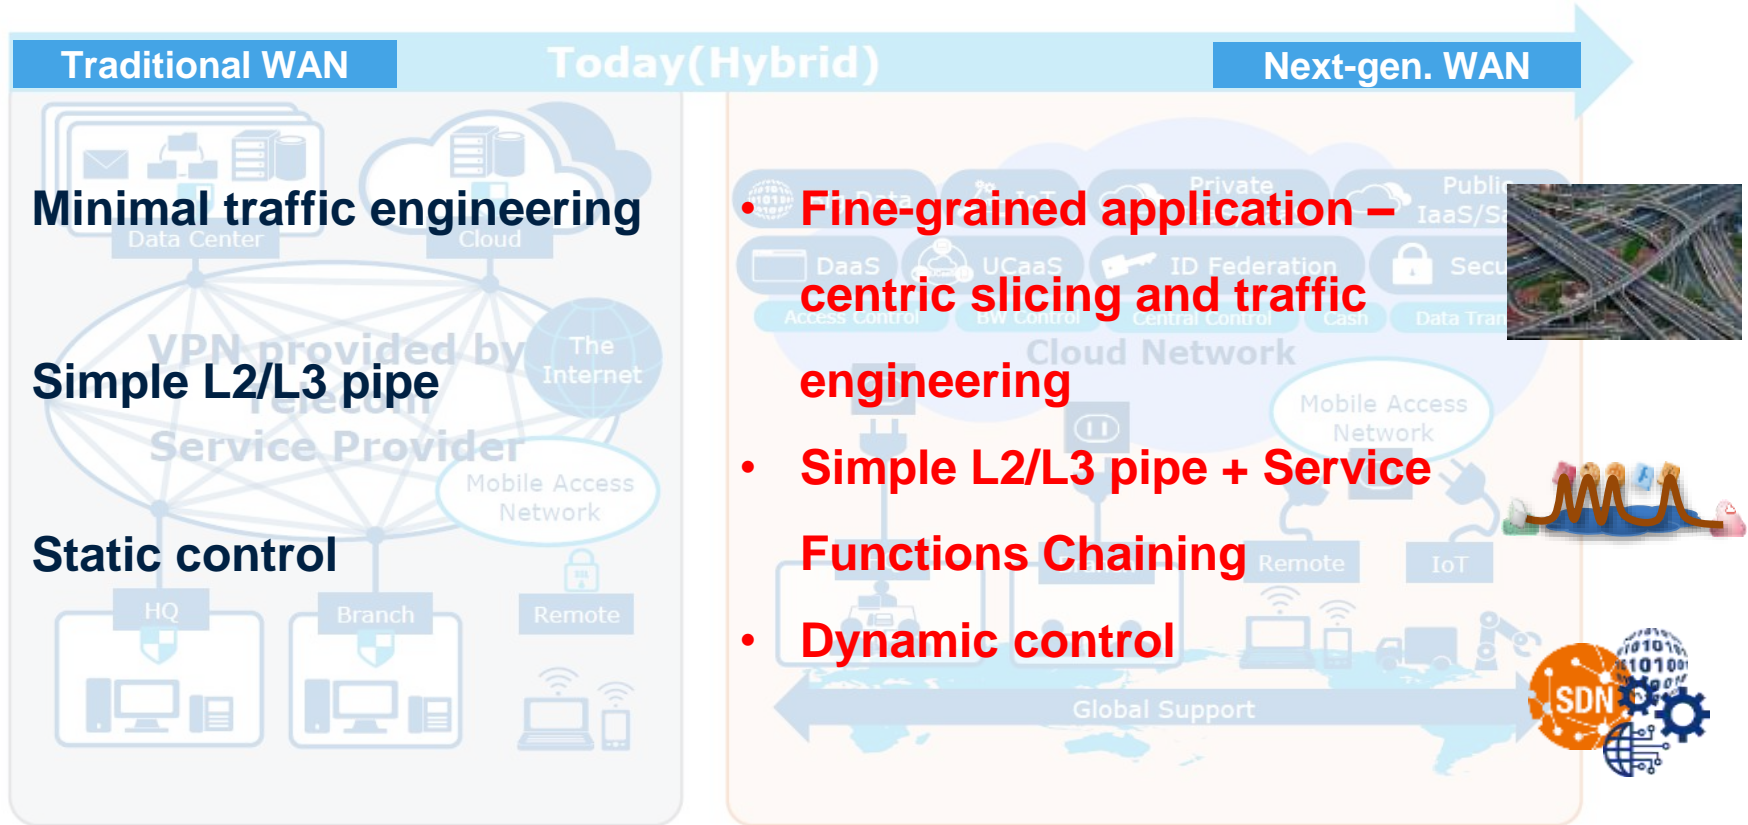 Traditional WAN
Today(Hybrid)
Next-gen. WAN
Minimal traffic engineering
Data Center
Cloud
Simple L2/L3 pipe
VPN provided by
Telecom
Service Provider
The
Internet
Mobile Access
Network
Static control
HQ
Branch
Remote
• Fine-grained application –
centric slicing and traffic
engineering
• Simple L2/L3 pipe + Service
Functions Chaining
• Dynamic control
IoT
Private
Public
DaaS
UCaaS
ID Federation
Access Control
BW Control
Central Control
Cash
Cloud Network
Mobile Access
Network
Remote
IoT
Global Support
SDN